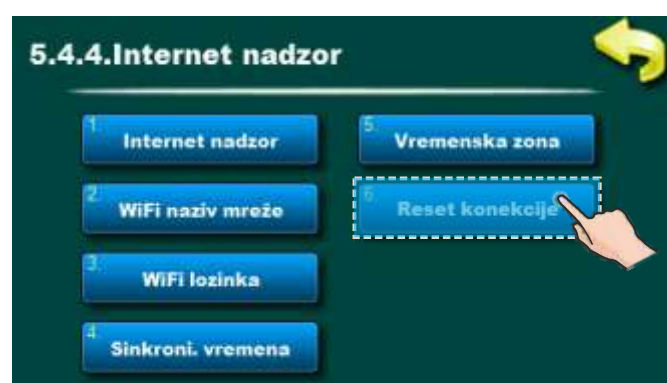 5.4.4.Internet nadzor
1. Internet nadzor
2. WiFi naziv mreže
3. WiFi lozinka
4. Sinkroni. vremena
5. Vremenska zona
6. Reset konekcije